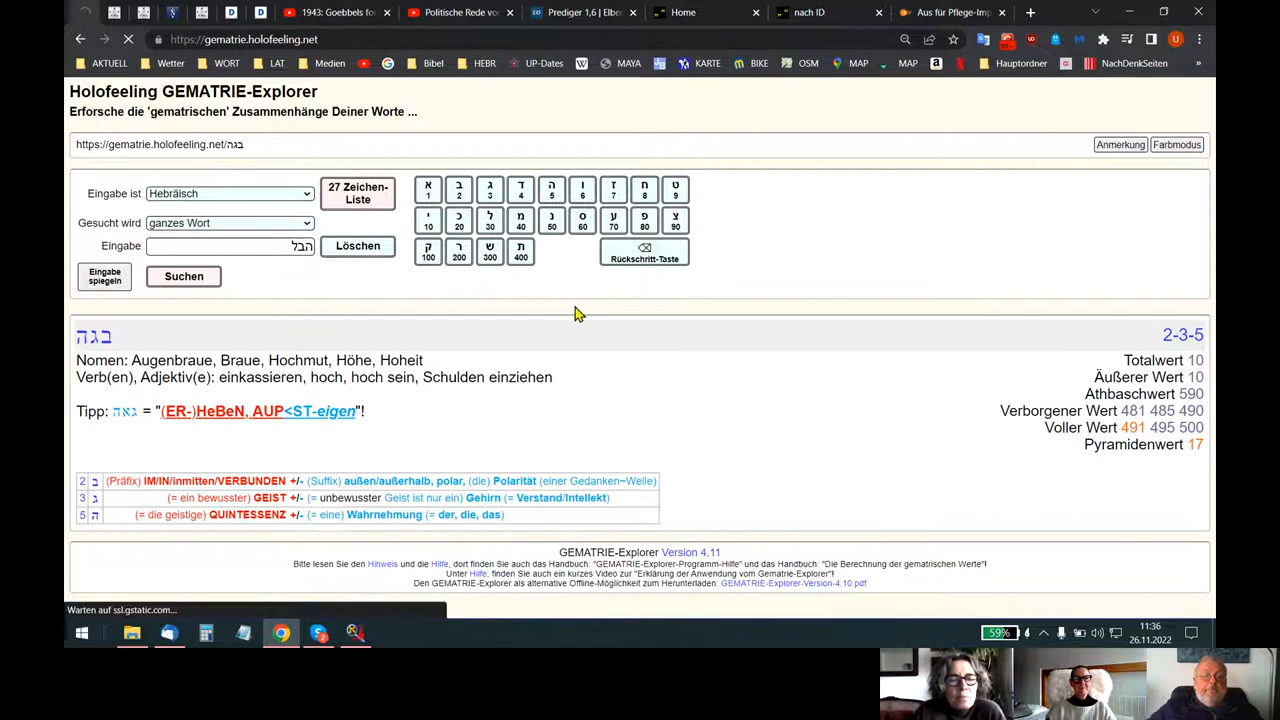 1943: Goebbels for
Politische Rede vor
Prediger 1,6 | Elber
Home
nach ID
Aus für Pflege-Imp
https://gematrie.holofeeling.net
AKTUELL
Wetter
WORT
LAT
Medien
Bibel
HEBR
UP-Dates
MAYA
KARTE
BIKE
OSM
MAP
MAP
Hauptordner
NachDenkSeiten
Holofeeling GEMATRIE-Explorer
Erforsche die 'gematrischen' Zusammenhänge Deiner Worte ...
https://gematrie.holofeeling.net/בגה
Anmerkung
Farbmodus
Eingabe ist
Hebräisch
27 Zeichen-Liste
Gesucht wird
ganzes Wort
Eingabe
הבל
Löschen
Eingabe spiegeln
Suchen
א ב ג ד ה ו ז ח ט
1 2 3 4 5 6 7 8 9
י כ ל מ נ ס ע פ צ
10 20 30 40 50 60 70 80 90
ק ר ש ת
100 200 300 400
⌫
Rückschritt-Taste
בגה
2-3-5
Nomen: Augenbraue, Braue, Hochmut, Höhe, Hoheit
Totalwert 10
Verb(en), Adjektiv(e): einkassieren, hoch, hoch sein, Schulden einziehen
Äußerer Wert 10
Athbaschwert 590
Tipp: גאה = "(ER-)HeBeN, AUP<ST-eigen"!
Verborgener Wert 481 485 490
Voller Wert 491 495 500
Pyramidenwert 17
2 ב (Präfix) IM/IN/inmitten/VERBUNDEN +/- (Suffix) außen/außerhalb, polar, (die) Polarität (einer Gedanken~Welle)
3 ג (= ein bewusster) GEIST +/- (= unbewusster Geist ist nur ein) Gehirn (= Verstand/Intellekt)
5 ה (= die geistige) QUINTESSENZ +/- (= eine) Wahrnehmung (= der, die, das)
GEMATRIE-Explorer Version 4.11
Bitte lesen Sie den Hinweis und die Hilfe, dort finden Sie auch das Handbuch: "GEMATRIE-Explorer-Programm-Hilfe" und das Handbuch: "Die Berechnung der gematrischen Werte"!
Unter Hilfe, finden Sie auch ein kurzes Video zur "Erklärung der Anwendung vom Gematrie-Explorer"!
Den GEMATRIE-Explorer als alternative Offline-Möglichkeit zum Herunterladen: GEMATRIE-Explorer-Version-4.10.pdf
Warten auf ssl.gstatic.com...
59%
11:36
26.11.2022